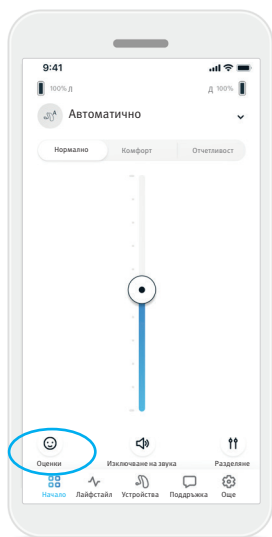 9:41
100% Л
Д 100%
Автоматично
Нормално Комфорт Отчетливост
Оценки Изключване на звука Разделяне
Начало Лайфстайл Устройства Поддръжка Още